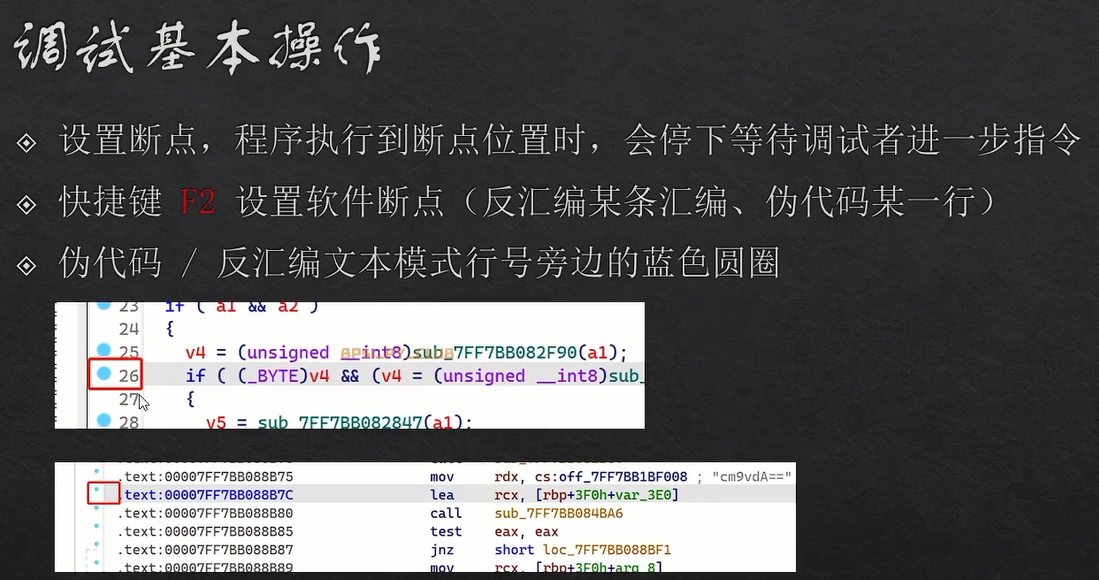 调试基本操作
设置断点，程序执行到断点位置时，会停下等待调试者进一步指令
快捷键 F2 设置软件断点（反汇编某条汇编、伪代码某一行）
伪代码 / 反汇编文本模式行号旁边的蓝色圆圈
23 if ( a1 && a2 )
24 {
25 v4 = (unsigned __int8)sub_7FF7BB082F90(a1);
26 if ( (_BYTE)v4 && (v4 = (unsigned __int8)sub_
27 {
28 v5 = sub_7FF7BB082847(a1);
.text:00007FF7BB088B75 mov rdx, cs:off_7FF7BB1BF008 ; "cm9vdA=="
.text:00007FF7BB088B7C lea rcx, [rbp+3F0h+var_3E0]
.text:00007FF7BB088B80 call sub_7FF7BB084BA6
.text:00007FF7BB088B85 test eax, eax
.text:00007FF7BB088B87 jnz short loc_7FF7BB088BF1
.text:00007FF7BB088B89 mov rcx, [rbp+3F0h+arg_8]